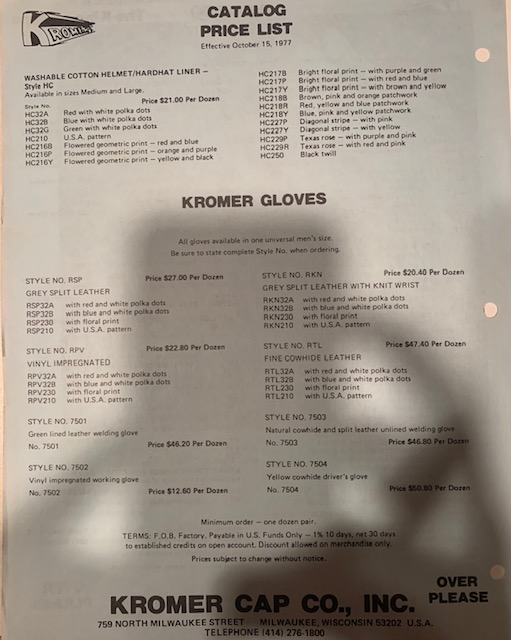 KROMER
CATALOG
PRICE LIST
Effective October 15, 1977
WASHABLE COTTON HELMET/HARDHAT LINER —
Style HC
Available in sizes Medium and Large.
Style No. Price $21.00 Per Dozen
HC32A Red with white polka dots
HC32B Blue with white polka dots
HC32G Green with white polka dots
HC210 U.S.A. pattern
HC216B Flowered geometric print — red and blue
HC216P Flowered geometric print — orange and purple
HC216Y Flowered geometric print — yellow and black
HC217B Bright floral print — with purple and green
HC217P Bright floral print — with red and blue
HC217Y Bright floral print — with brown and yellow
HC218B Brown, pink and orange patchwork
HC218R Red, yellow and blue patchwork
HC218Y Blue, pink and yellow patchwork
HC227P Diagonal stripe — with pink
HC227Y Diagonal stripe — with yellow
HC229P Texas rose — with purple and pink
HC229R Texas rose — with red and pink
HC250 Black twill
KROMER GLOVES
All gloves available in one universal men's size.
Be sure to state complete Style No. when ordering.
STYLE NO. RSP Price $27.00 Per Dozen
GREY SPLIT LEATHER
RSP32A with red and white polka dots
RSP32B with blue and white polka dots
RSP230 with floral print
RSP210 with U.S.A. pattern
STYLE NO. RKN Price $20.40 Per Dozen
GREY SPLIT LEATHER WITH KNIT WRIST
RKN32A with red and white polka dots
RKN32B with blue and white polka dots
RKN230 with floral print
RKN210 with U.S.A. pattern
STYLE NO. RPV Price $22.80 Per Dozen
VINYL IMPREGNATED
RPV32A with red and white polka dots
RPV32B with blue and white polka dots
RPV230 with floral print
RPV210 with U.S.A. pattern
STYLE NO. RTL Price $47.40 Per Dozen
FINE COWHIDE LEATHER
RTL32A with red and white polka dots
RTL32B with blue and white polka dots
RTL230 with floral print
RTL210 with U.S.A. pattern
STYLE NO. 7501
Green lined leather welding glove
No. 7501 Price $46.20 Per Dozen
STYLE NO. 7503
Natural cowhide and split leather unlined welding glove
No. 7503 Price $46.80 Per Dozen
STYLE NO. 7502
Vinyl impregnated working glove
No. 7502 Price $12.60 Per Dozen
STYLE NO. 7504
Yellow cowhide driver's glove
No. 7504 Price $50.60 Per Dozen
Minimum order — one dozen pair.
TERMS: F.O.B. Factory. Payable in U.S. Funds Only — 1% 10 days, net 30 days
to established credits on open account. Discount allowed on merchandise only.
Prices subject to change without notice.
OVER
PLEASE
KROMER CAP CO., INC.
759 NORTH MILWAUKEE STREET MILWAUKEE, WISCONSIN 53202 U.S.A.
TELEPHONE (414) 276-1800